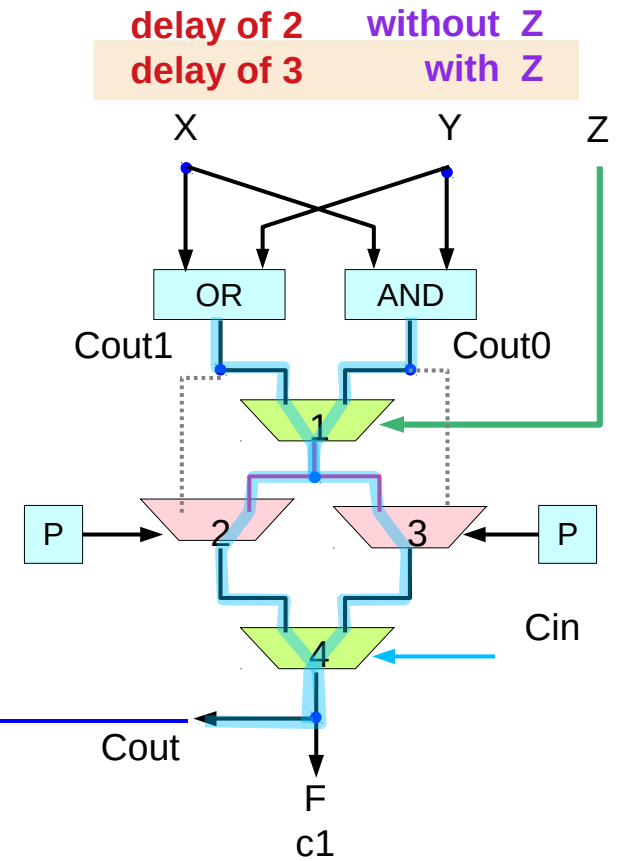 delay of 2 without Z
delay of 3 with Z
X Y Z
OR AND
Cout1 Cout0
1
P 2 3 P
Cin
4
Cout
F
c1